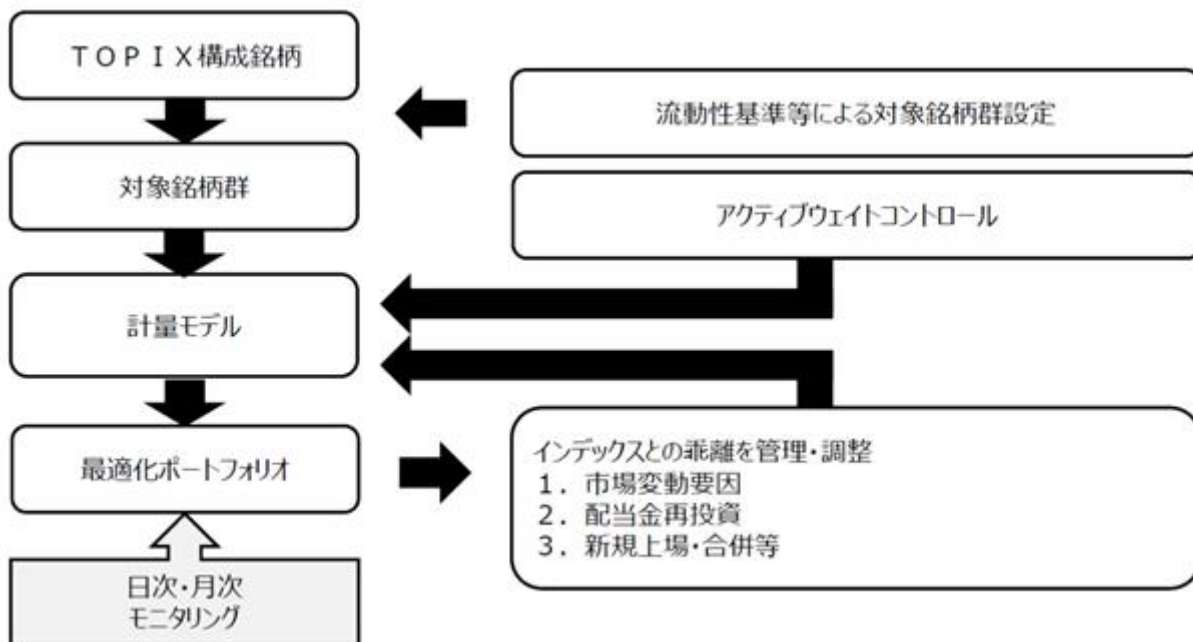 ＴＯＰＩＸ構成銘柄
流動性基準等による対象銘柄群設定
対象銘柄群
アクティブウェイトコントロール
計量モデル
最適化ポートフォリオ
インデックスとの乖離を管理・調整
１．市場変動要因
２．配当金再投資
３．新規上場・合併等
日次・月次
モニタリング